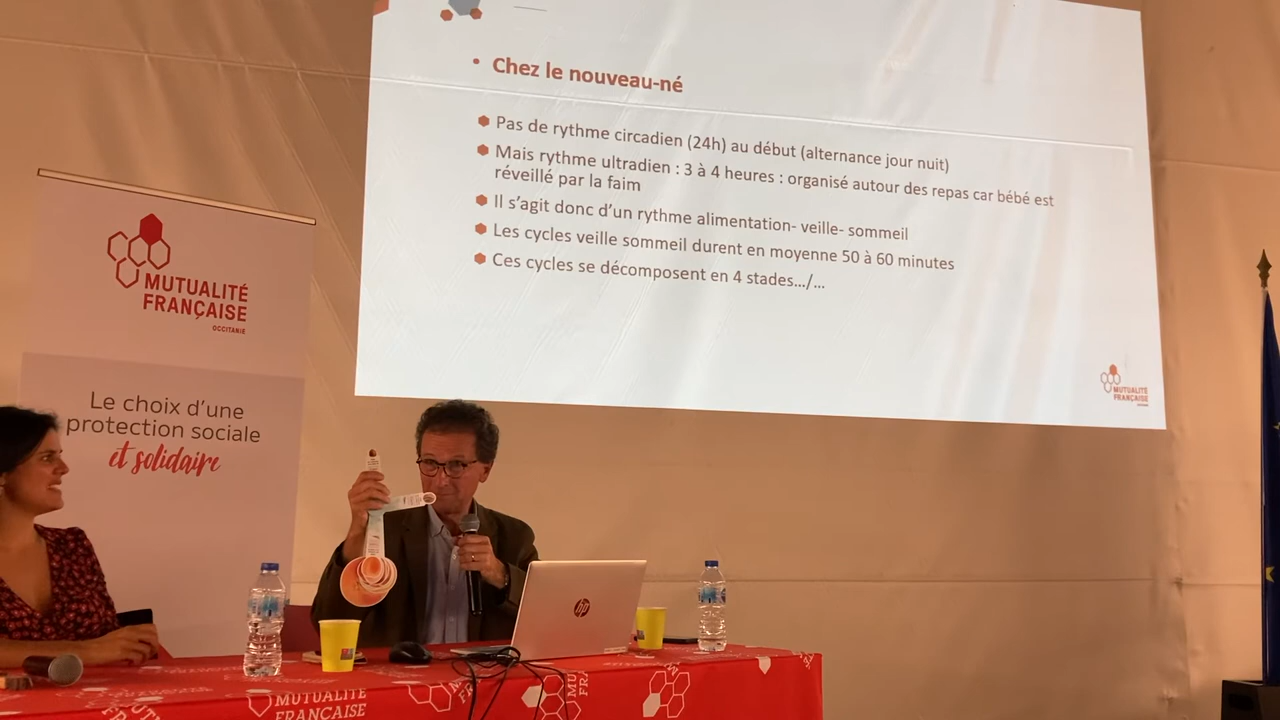 • Chez le nouveau-né
Pas de rythme circadien (24h) au début (alternance jour nuit)
Mais rythme ultradien : 3 à 4 heures : organisé autour des repas car bébé est
réveillé par la faim
Il s'agit donc d'un rythme alimentation- veille- sommeil
Les cycles veille sommeil durent en moyenne 50 à 60 minutes
Ces cycles se décomposent en 4 stades.../...
MUTUALITÉ
FRANÇAISE
MUTUALITÉ
FRANÇAISE
OCCITANIE
Le choix d'une
protection sociale
et solidaire
hp
MUTUALITÉ
FRANÇAISE